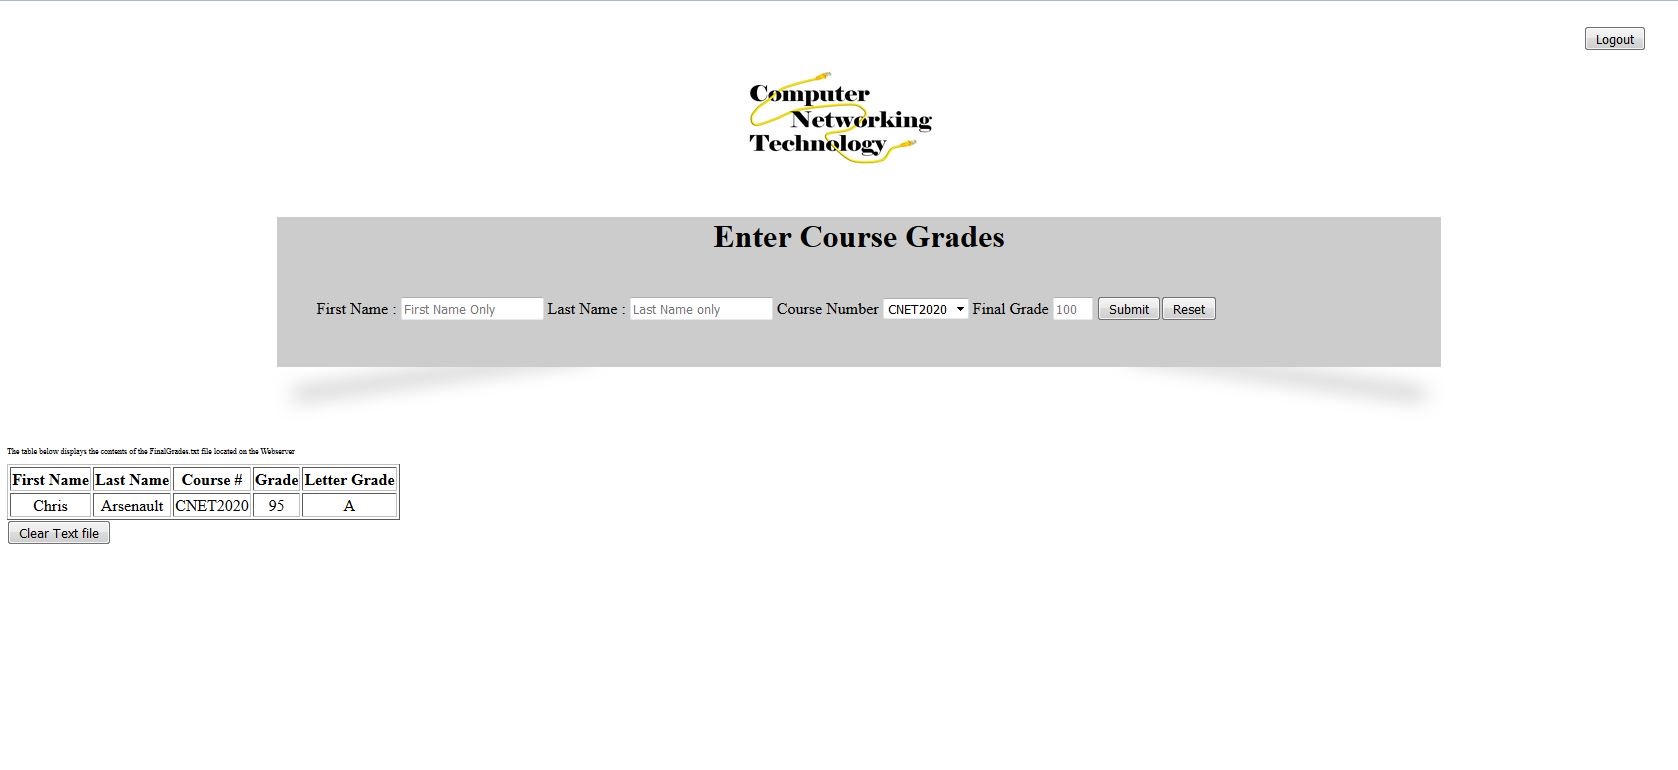 Logout
Computer
Networking
Technology
Enter Course Grades
First Name : First Name Only Last Name : Last Name only Course Number CNET2020 Final Grade 100 Submit Reset
The table below displays the contents of the FinalGrades.txt file located on the Webserver
First Name Last Name Course # Grade Letter Grade
Chris Arsenault CNET2020 95 A
Clear Text file